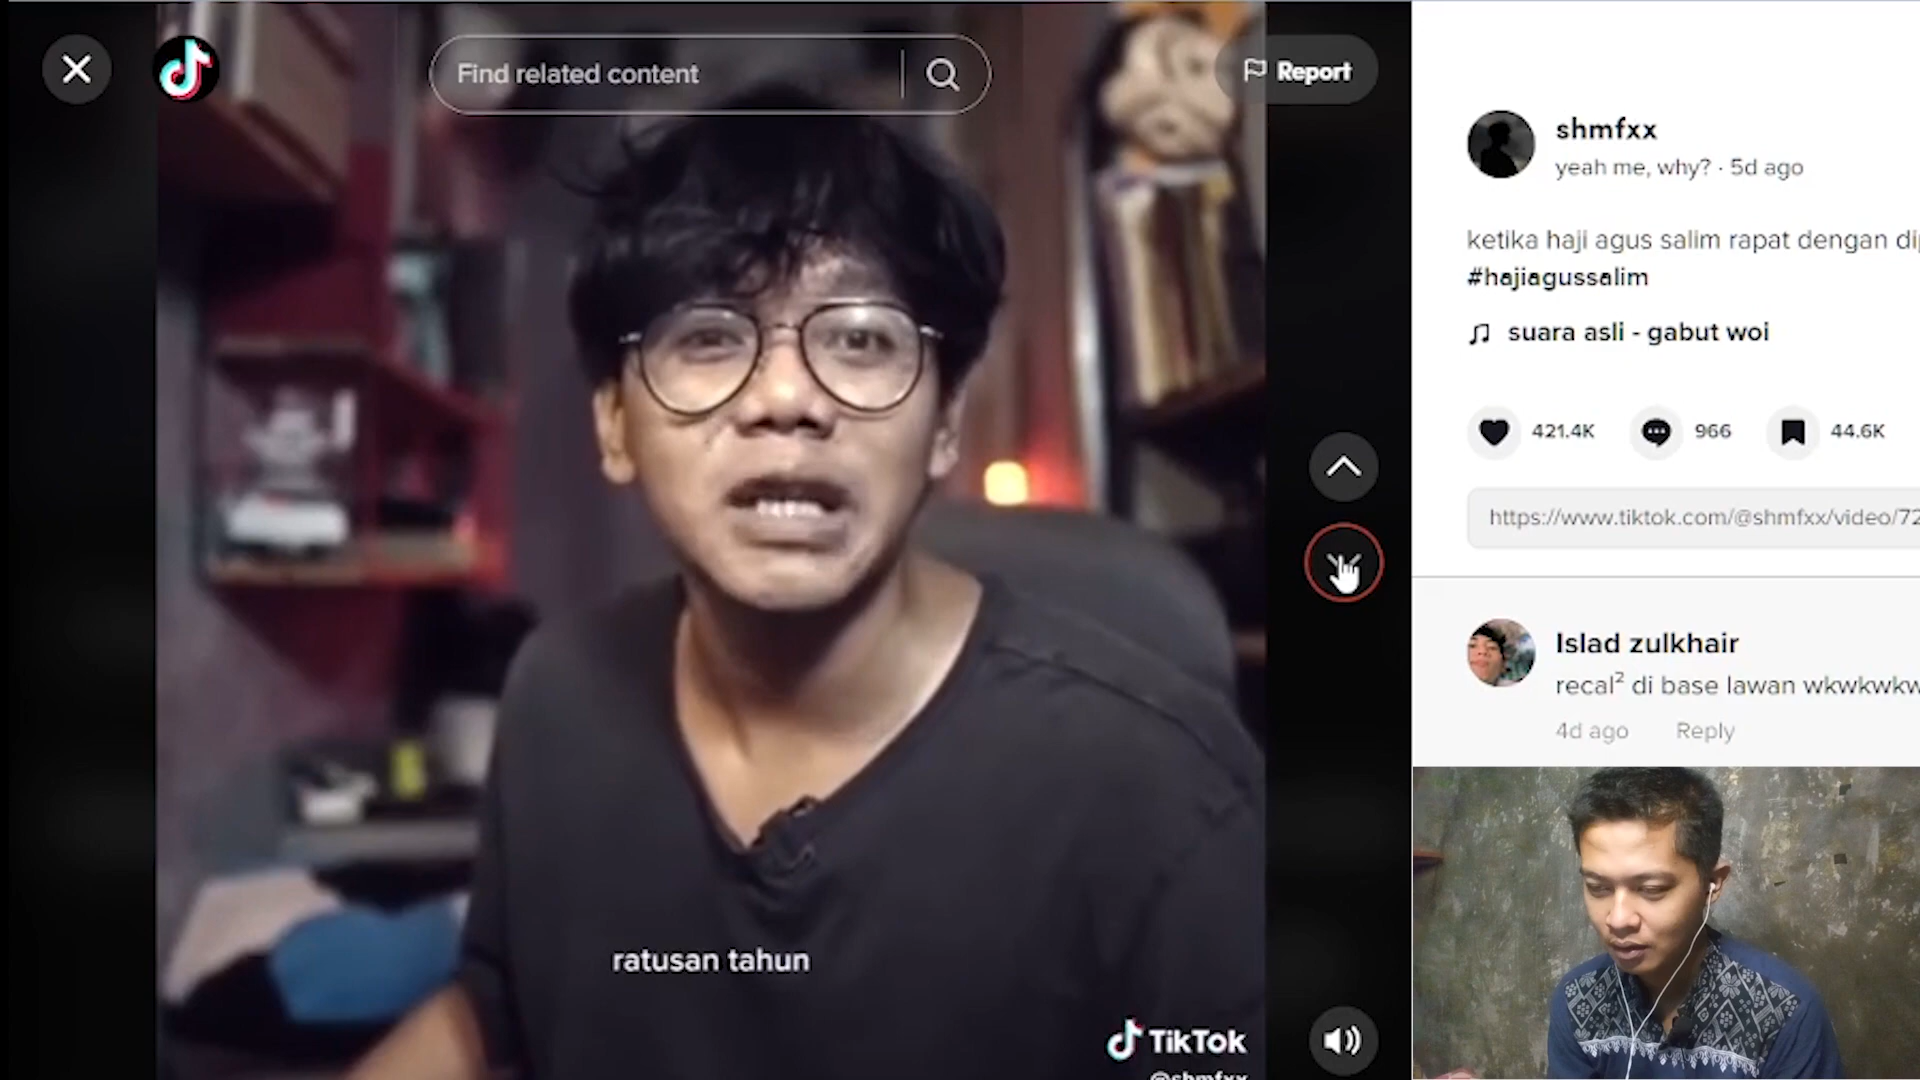 Find related content
Report
shmfxx
yeah me, why? · 5d ago
ketika haji agus salim rapat dengan
#hajiagussalim
suara asli - gabut woi
421.4K
966
44.6K
https://www.tiktok.com/@shmfxx/video/72
Islad zulkhair
recal² di base lawan wkwkwkw
4d ago
Reply
ratusan tahun
TikTok
@shmfxx